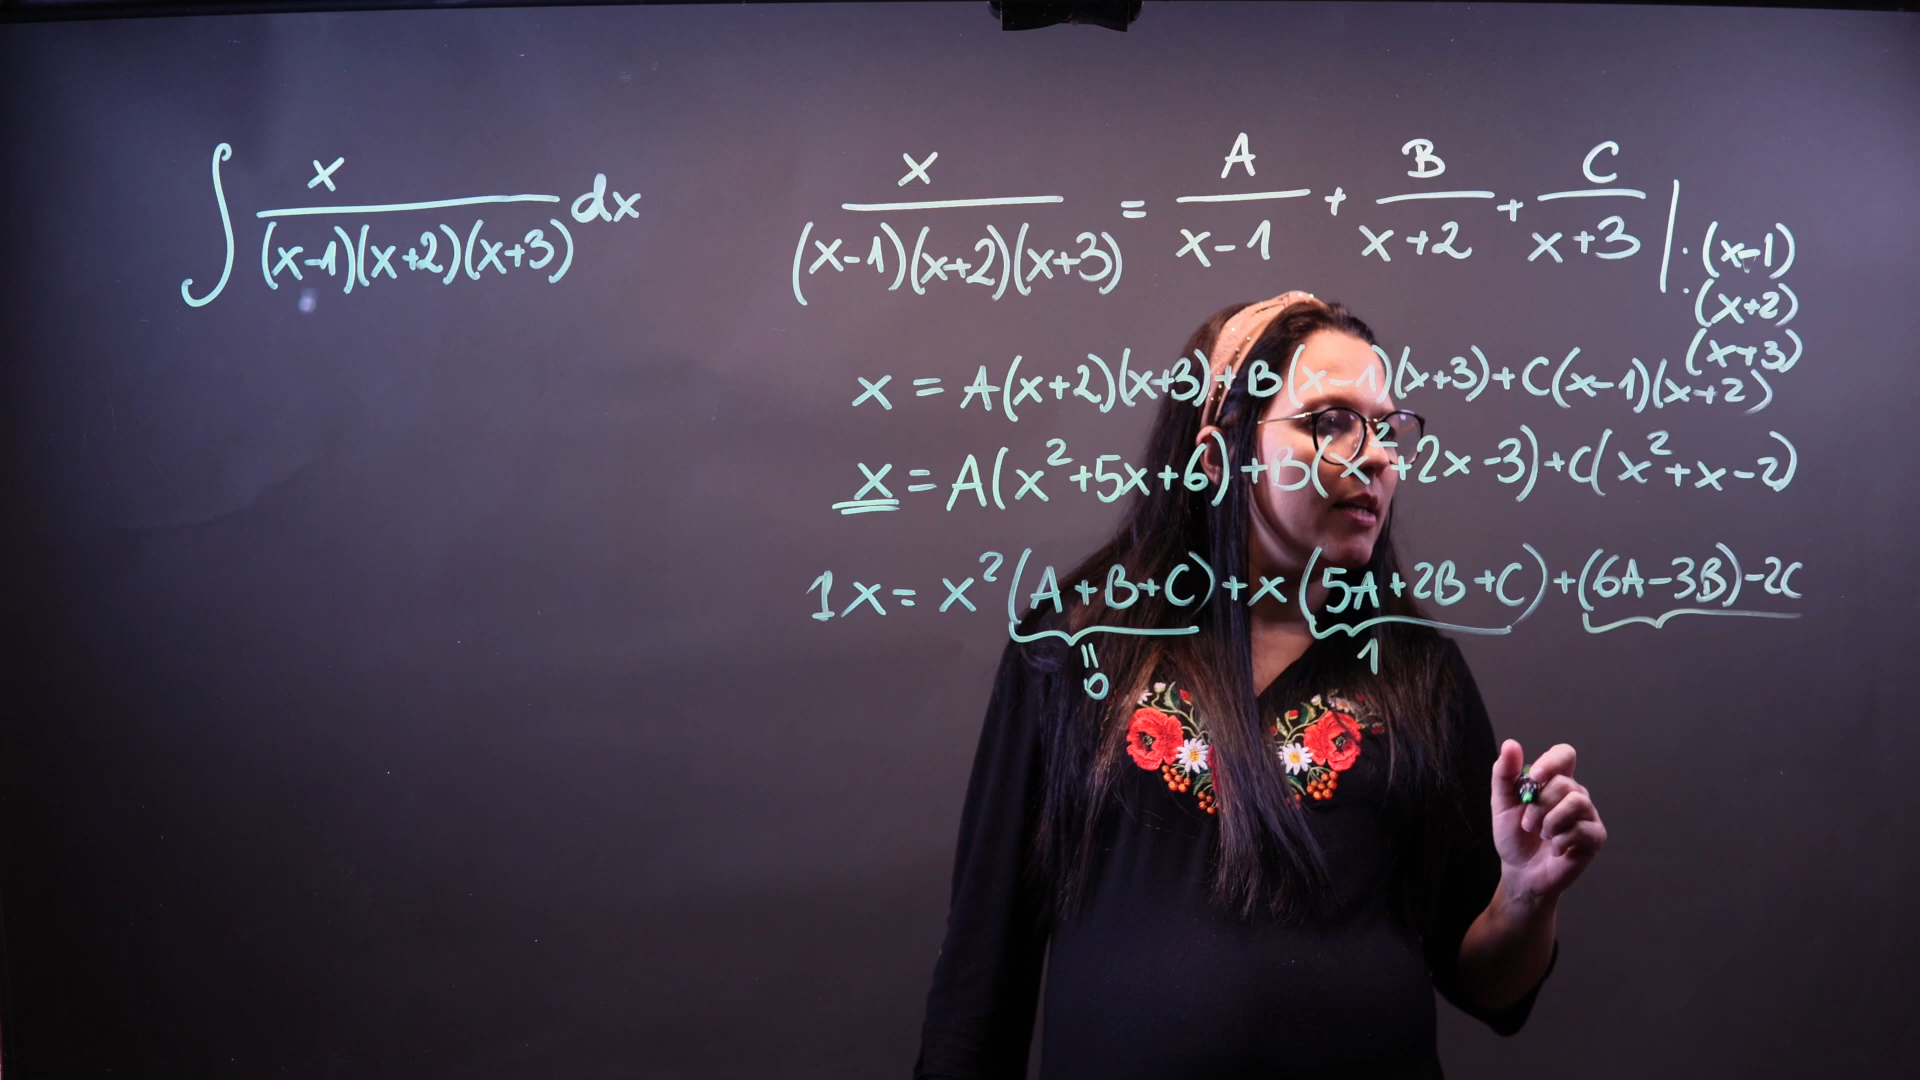 ∫ x/((x-1)(x+2)(x+3)) dx
x/((x-1)(x+2)(x+3)) = A/(x-1) + B/(x+2) + C/(x+3) | · (x-1)
· (x+2)
(x+3)
x = A(x+2)(x+3) + B(x-1)(x+3) + C(x-1)(x+2)
x = A(x²+5x+6) + B(x²+2x-3) + C(x²+x-2)
1x = x²(A+B+C) + x(5A+2B+C) + (6A-3B)-2C
= 0 1